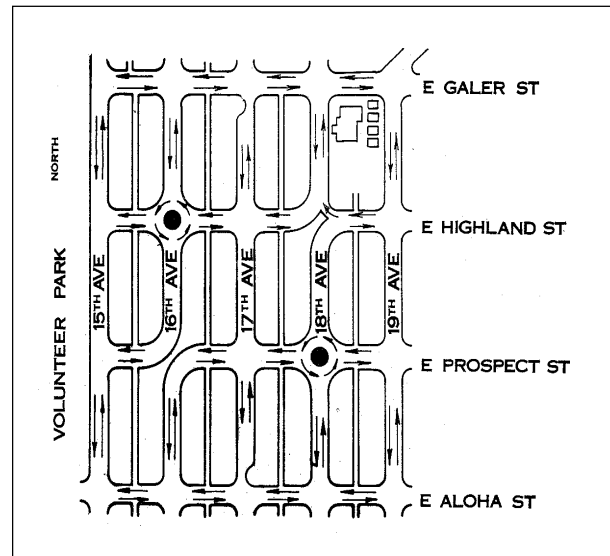 E GALER ST
NORTH
E HIGHLAND ST
VOLUNTEER PARK
15TH AVE
16TH AVE
17TH AVE
18TH AVE
19TH AVE
E PROSPECT ST
E ALOHA ST